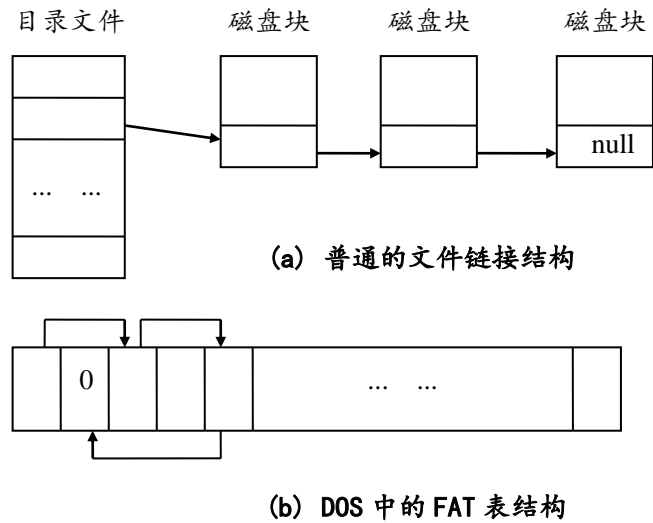 目录文件 磁盘块 磁盘块 磁盘块
null
... ...
(a) 普通的文件链接结构
0 ... ...
(b) DOS 中的 FAT 表结构